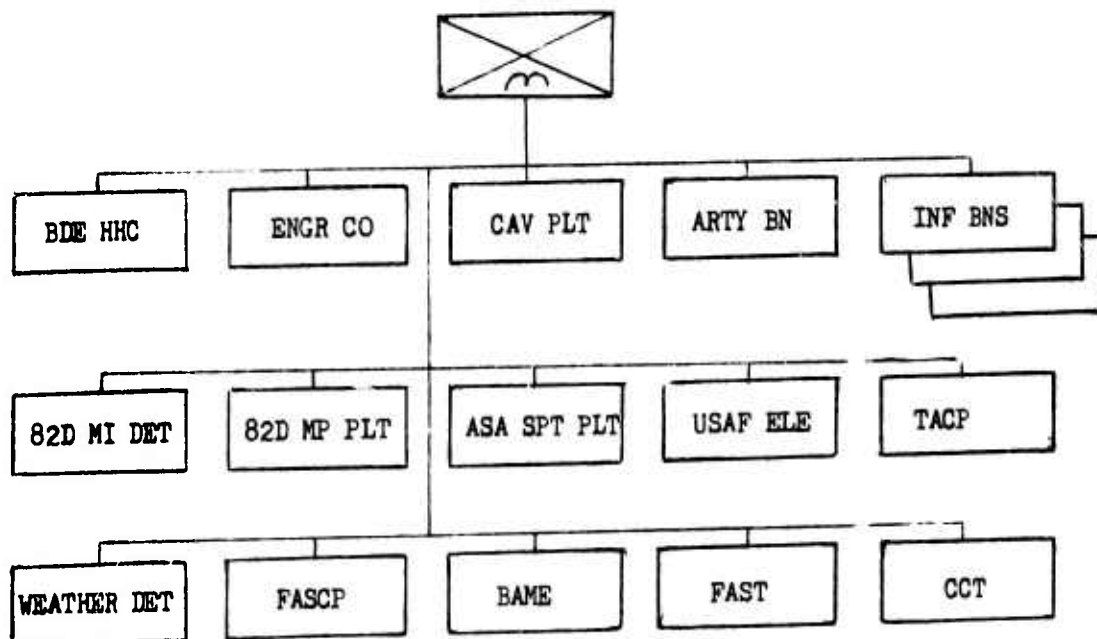 BDE HHC
ENGR CO
CAV PLT
ARTY BN
INF BNS
82D MI DET
82D MP PLT
ASA SPT PLT
USAF ELE
TACP
WEATHER DET
FASCP
BAME
FAST
CCT